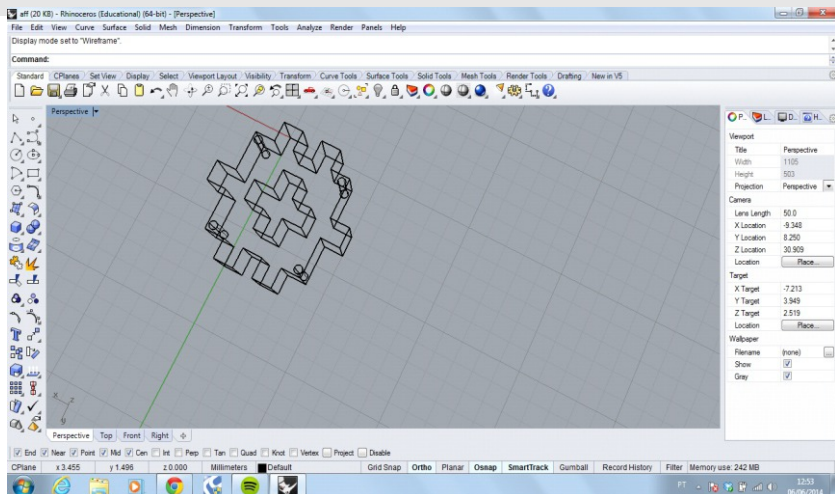 aff (20 KB) - Rhinoceros (Educational) (64-bit) - [Perspective]
File Edit View Curve Surface Solid Mesh Dimension Transform Tools Analyze Render Panels Help
Display mode set to "Wireframe".
Command:
Standard CPlanes Set View Display Select Viewport Layout Visibility Transform Curve Tools Surface Tools Solid Tools Mesh Tools Render Tools Drafting New in V5
Perspective
P.. L.. D.. H..
Viewport
Title Perspective
Width 1105
Height 503
Projection Perspective
Camera
Lens Length 50.0
X Location -9.348
Y Location 8.250
Z Location 30.909
Location Place...
Target
X Target -7.213
Y Target 3.949
Z Target 2.519
Location Place...
Wallpaper
Filename (none) ...
Show
Gray
x z
y
Perspective Top Front Right
End Near Point Mid Cen Int Perp Tan Quad Knot Vertex Project Disable
CPlane x 3.455 y 1.496 z 0.000 Millimeters Default Grid Snap Ortho Planar Osnap SmartTrack Gumball Record History Filter Memory use: 242 MB
PT 12:53
06/06/2014